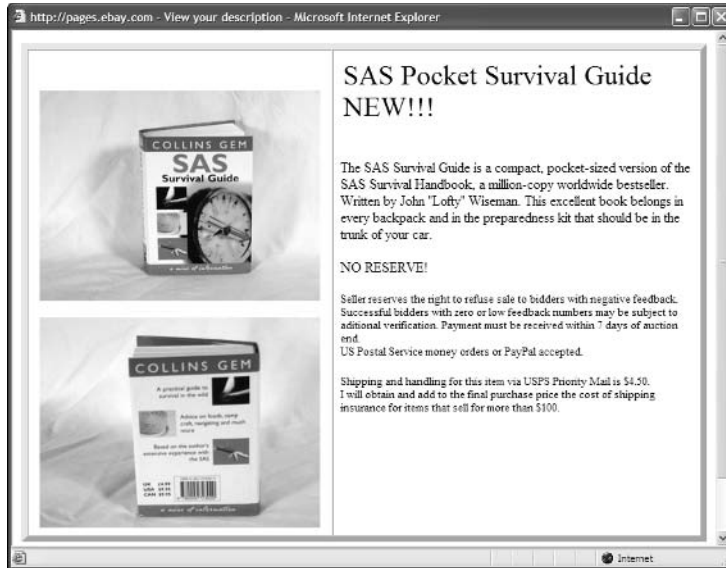 http://pages.ebay.com - View your description - Microsoft Internet Explorer
COLLINS GEM
SAS
Survival Guide
a mine of information
COLLINS GEM
A practical guide to
survival in the wild
Advice on foods, camp
craft, navigating and much
more
Based on the author's
extensive experience with
the SAS
UK £4.99
USA
CAN
a mine of information
SAS Pocket Survival Guide
NEW!!!
The SAS Survival Guide is a compact, pocket-sized version of the
SAS Survival Handbook, a million-copy worldwide bestseller.
Written by John "Lofty" Wiseman. This excellent book belongs in
every backpack and in the preparedness kit that should be in the
trunk of your car.
NO RESERVE!
Seller reserves the right to refuse sale to bidders with negative feedback.
Successful bidders with zero or low feedback numbers may be subject to
aditional verification. Payment must be received within 7 days of auction
end.
US Postal Service money orders or PayPal accepted.
Shipping and handling for this item via USPS Priority Mail is $4.50.
I will obtain and add to the final purchase price the cost of shipping
insurance for items that sell for more than $100.
Internet